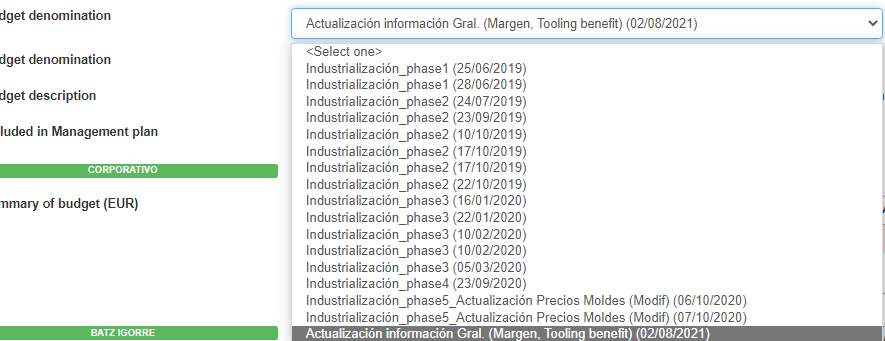 dget denomination
Actualización información Gral. (Margen, Tooling benefit) (02/08/2021)
<Select one>
dget denomination
Industrialización_phase1 (25/06/2019)
Industrialización_phase1 (28/06/2019)
dget description
Industrialización_phase2 (24/07/2019)
Industrialización_phase2 (23/09/2019)
cluded in Management plan
Industrialización_phase2 (10/10/2019)
Industrialización_phase2 (17/10/2019)
Industrialización_phase2 (17/10/2019)
CORPORATIVO
Industrialización_phase2 (22/10/2019)
Industrialización_phase3 (16/01/2020)
mmary of budget (EUR)
Industrialización_phase3 (22/01/2020)
Industrialización_phase3 (10/02/2020)
Industrialización_phase3 (10/02/2020)
Industrialización_phase3 (05/03/2020)
Industrialización_phase4 (23/09/2020)
Industrialización_phase5_Actualización Precios Moldes (Modif) (06/10/2020)
Industrialización_phase5_Actualización Precios Moldes (Modif) (07/10/2020)
BATZ IGORRE
Actualización información Gral. (Margen, Tooling benefit) (02/08/2021)